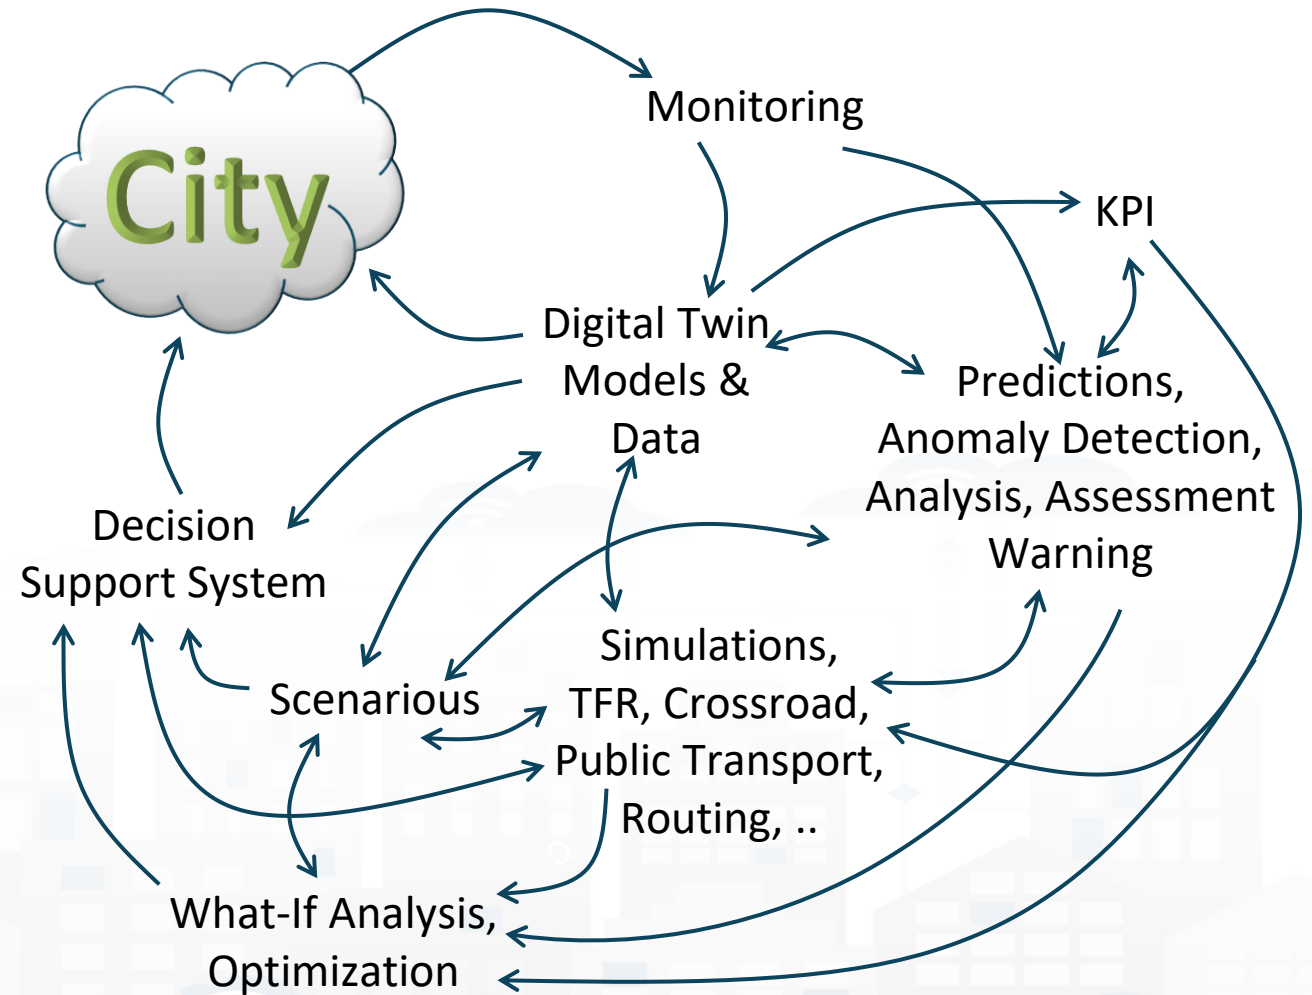 City
Monitoring
KPI
Digital Twin
Models &
Data
Predictions,
Anomaly Detection,
Analysis, Assessment
Warning
Decision
Support System
Scenarious
Simulations,
TFR, Crossroad,
Public Transport,
Routing, ..
What-If Analysis,
Optimization